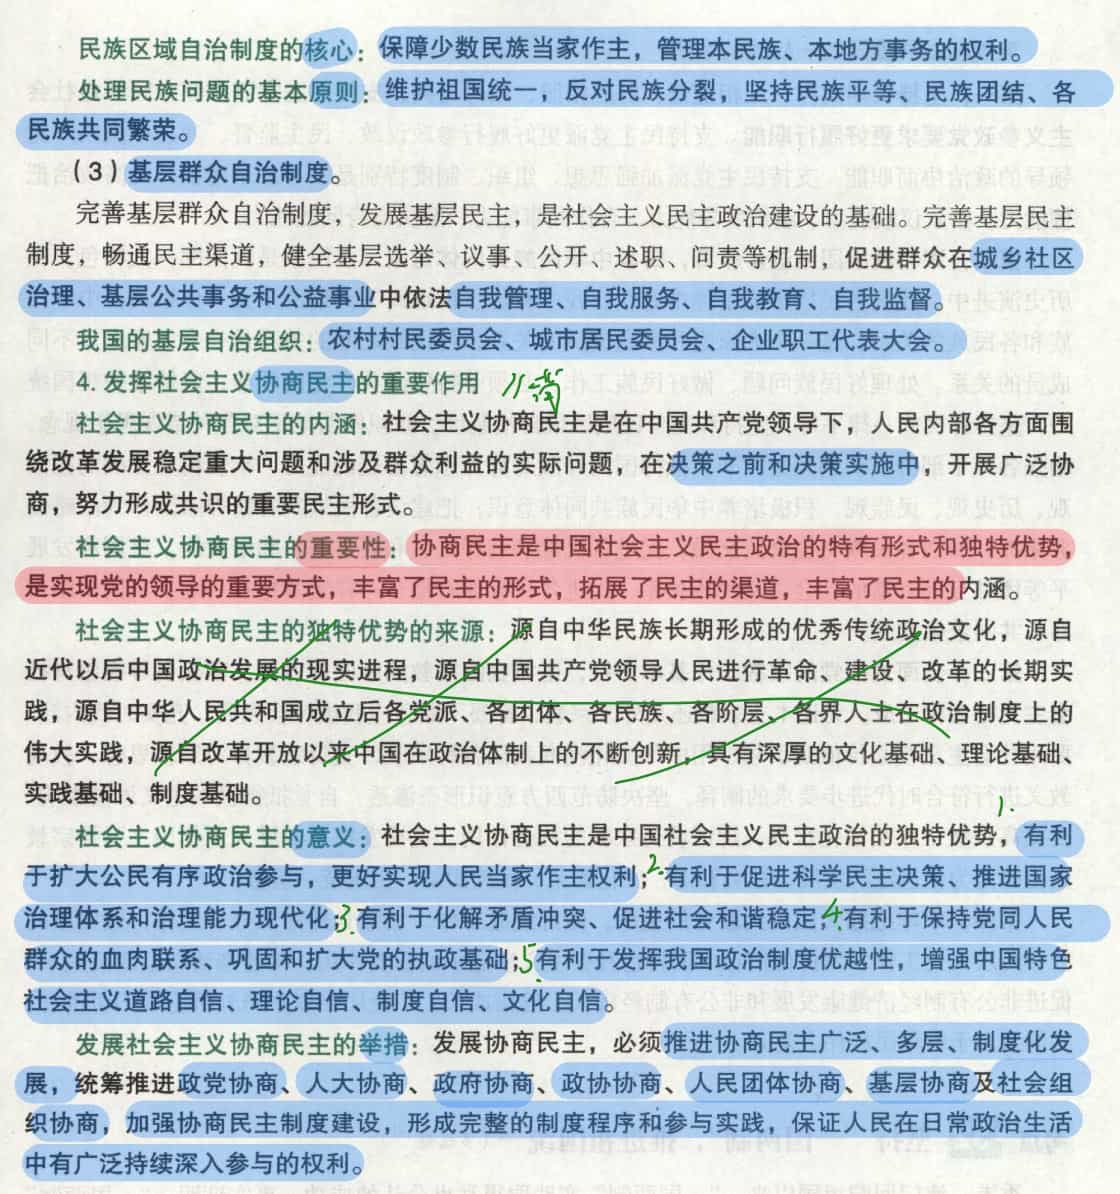 民族区域自治制度的核心：保障少数民族当家作主，管理本民族、本地方事务的权利。
处理民族问题的基本原则：维护祖国统一，反对民族分裂，坚持民族平等、民族团结、各
民族共同繁荣。
（3）基层群众自治制度。
完善基层群众自治制度，发展基层民主，是社会主义民主政治建设的基础。完善基层民主
制度，畅通民主渠道，健全基层选举、议事、公开、述职、问责等机制，促进群众在城乡社区
治理、基层公共事务和公益事业中依法自我管理、自我服务、自我教育、自我监督。
我国的基层自治组织：农村村民委员会、城市居民委员会、企业职工代表大会。
4. 发挥社会主义协商民主的重要作用
社会主义协商民主的内涵：社会主义协商民主是在中国共产党领导下，人民内部各方面围
绕改革发展稳定重大问题和涉及群众利益的实际问题，在决策之前和决策实施中，开展广泛协
商，努力形成共识的重要民主形式。
社会主义协商民主的重要性：协商民主是中国社会主义民主政治的特有形式和独特优势，
是实现党的领导的重要方式，丰富了民主的形式，拓展了民主的渠道，丰富了民主的内涵。
社会主义协商民主的独特优势的来源：源自中华民族长期形成的优秀传统政治文化，源自
近代以后中国政治发展的现实进程，源自中国共产党领导人民进行革命、建设、改革的长期实
践，源自中华人民共和国成立后各党派、各团体、各民族、各阶层、各界人士在政治制度上的
伟大实践，源自改革开放以来中国在政治体制上的不断创新，具有深厚的文化基础、理论基础、
实践基础、制度基础。
1.
社会主义协商民主的意义：社会主义协商民主是中国社会主义民主政治的独特优势，有利
于扩大公民有序政治参与，更好实现人民当家作主权利；2.有利于促进科学民主决策、推进国家
治理体系和治理能力现代化；3.有利于化解矛盾冲突、促进社会和谐稳定；4.有利于保持党同人民
群众的血肉联系、巩固和扩大党的执政基础；5.有利于发挥我国政治制度优越性，增强中国特色
社会主义道路自信、理论自信、制度自信、文化自信。
发展社会主义协商民主的举措：发展协商民主，必须推进协商民主广泛、多层、制度化发
展，统筹推进政党协商、人大协商、政府协商、政协协商、人民团体协商、基层协商及社会组
织协商，加强协商民主制度建设，形成完整的制度程序和参与实践，保证人民在日常政治生活
中有广泛持续深入参与的权利。